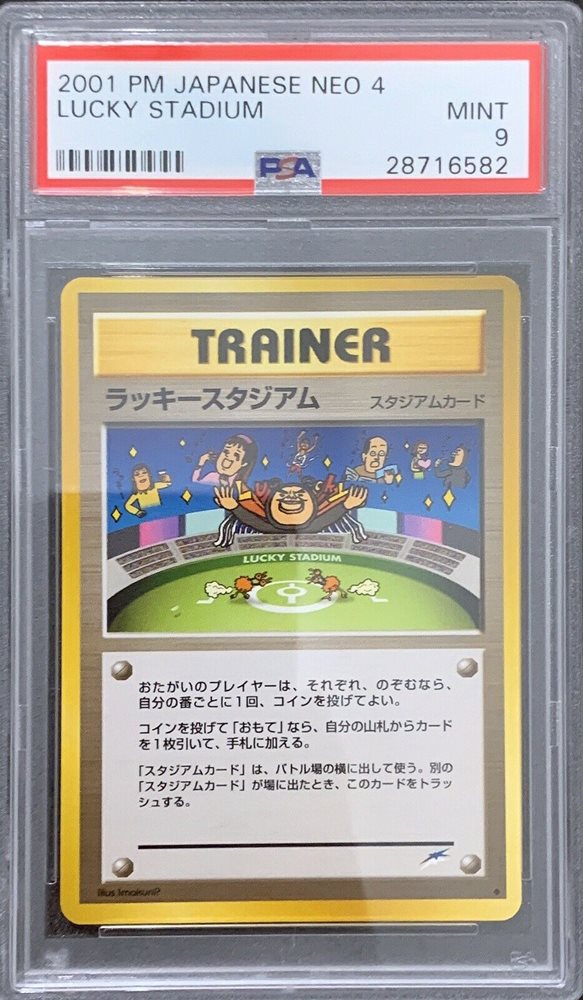 2001 PM JAPANESE NEO 4
LUCKY STADIUM MINT
9
PSA 28716582
TRAINER
ラッキースタジアム スタジアムカード
LUCKY STADIUM
おたがいのプレイヤーは、それぞれ、のぞむなら、
自分の番ごとに1回、コインを投げてよい。
コインを投げて「おもて」なら、自分の山札からカード
を1枚引いて、手札に加える。
「スタジアムカード」は、バトル場の横に出して使う。別の
「スタジアムカード」が場に出たとき、このカードをトラッ
シュする。
Illus.Imakuni?